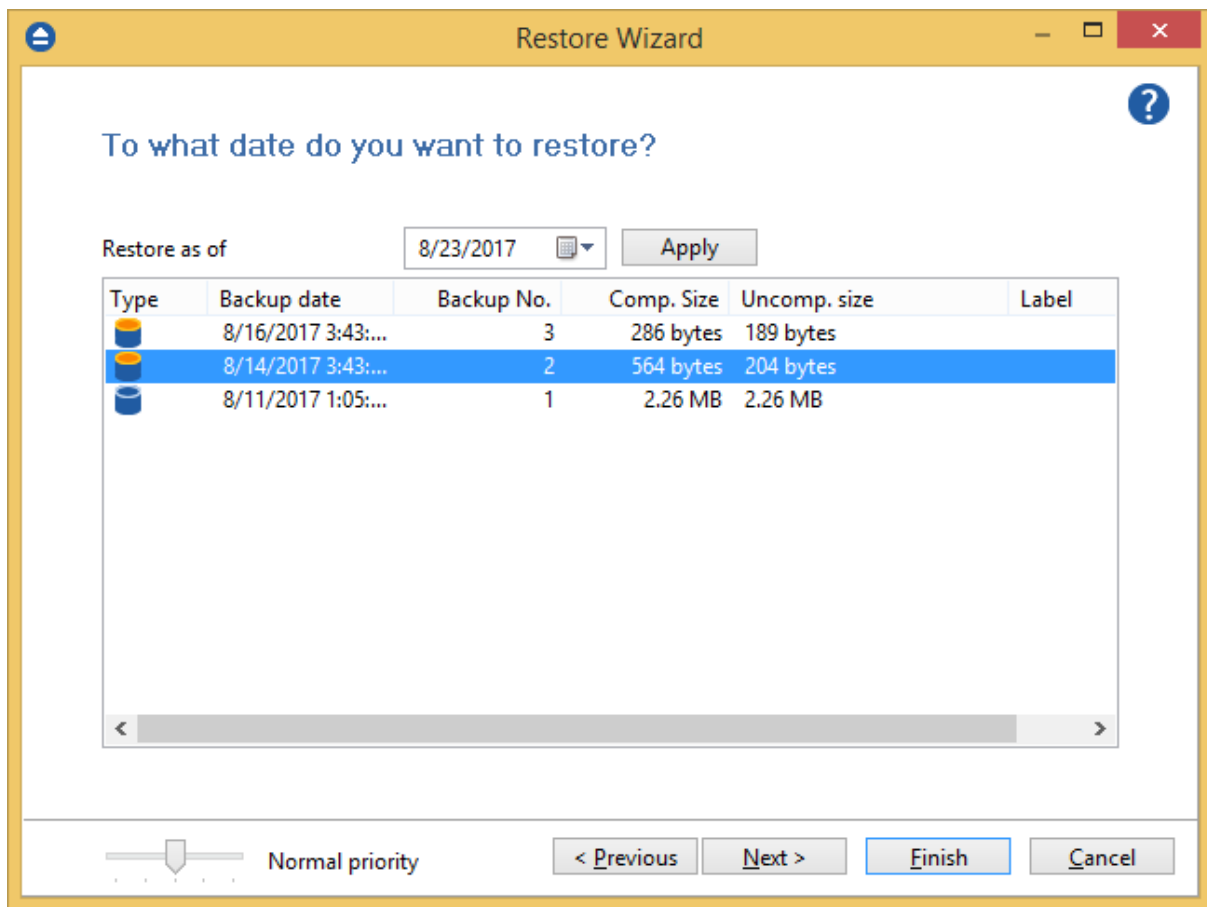 Restore Wizard
To what date do you want to restore?
Restore as of 8/23/2017 Apply
Type Backup date Backup No. Comp. Size Uncomp. size Label
8/16/2017 3:43:... 3 286 bytes 189 bytes
8/14/2017 3:43:... 2 564 bytes 204 bytes
8/11/2017 1:05:... 1 2.26 MB 2.26 MB
Normal priority < Previous Next > Finish Cancel